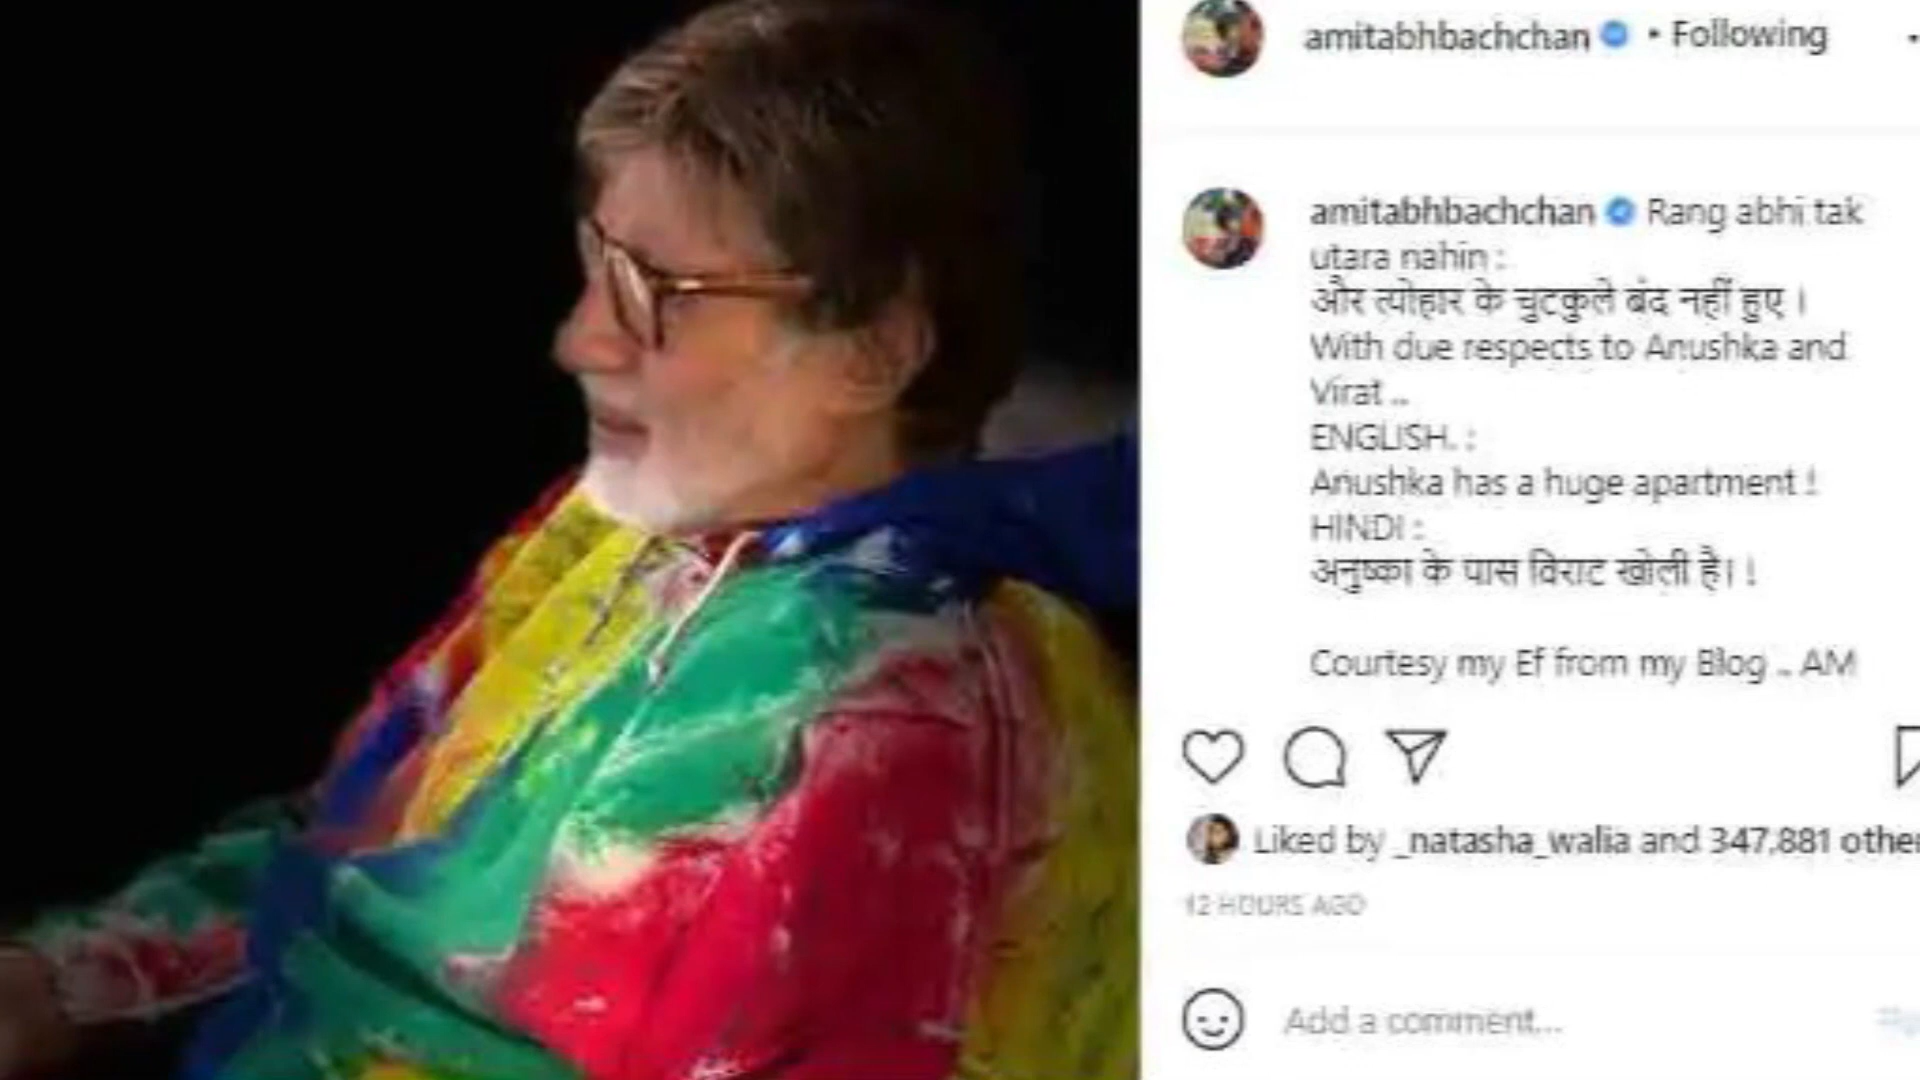 amitabhbachchan • Following
amitabhbachchan Rang abhi tak
utara nahin :
और त्योहार के चुटकुले बंद नहीं हुए ।
With due respects to Anushka and
Virat ..
ENGLISH. :
Anushka has a huge apartment !
HINDI :
अनुष्का के पास विराट खोली है। !
Courtesy my Ef from my Blog .. AM
Liked by _natasha_walia and 347,881
12 HOURS AGO
Add a comment...